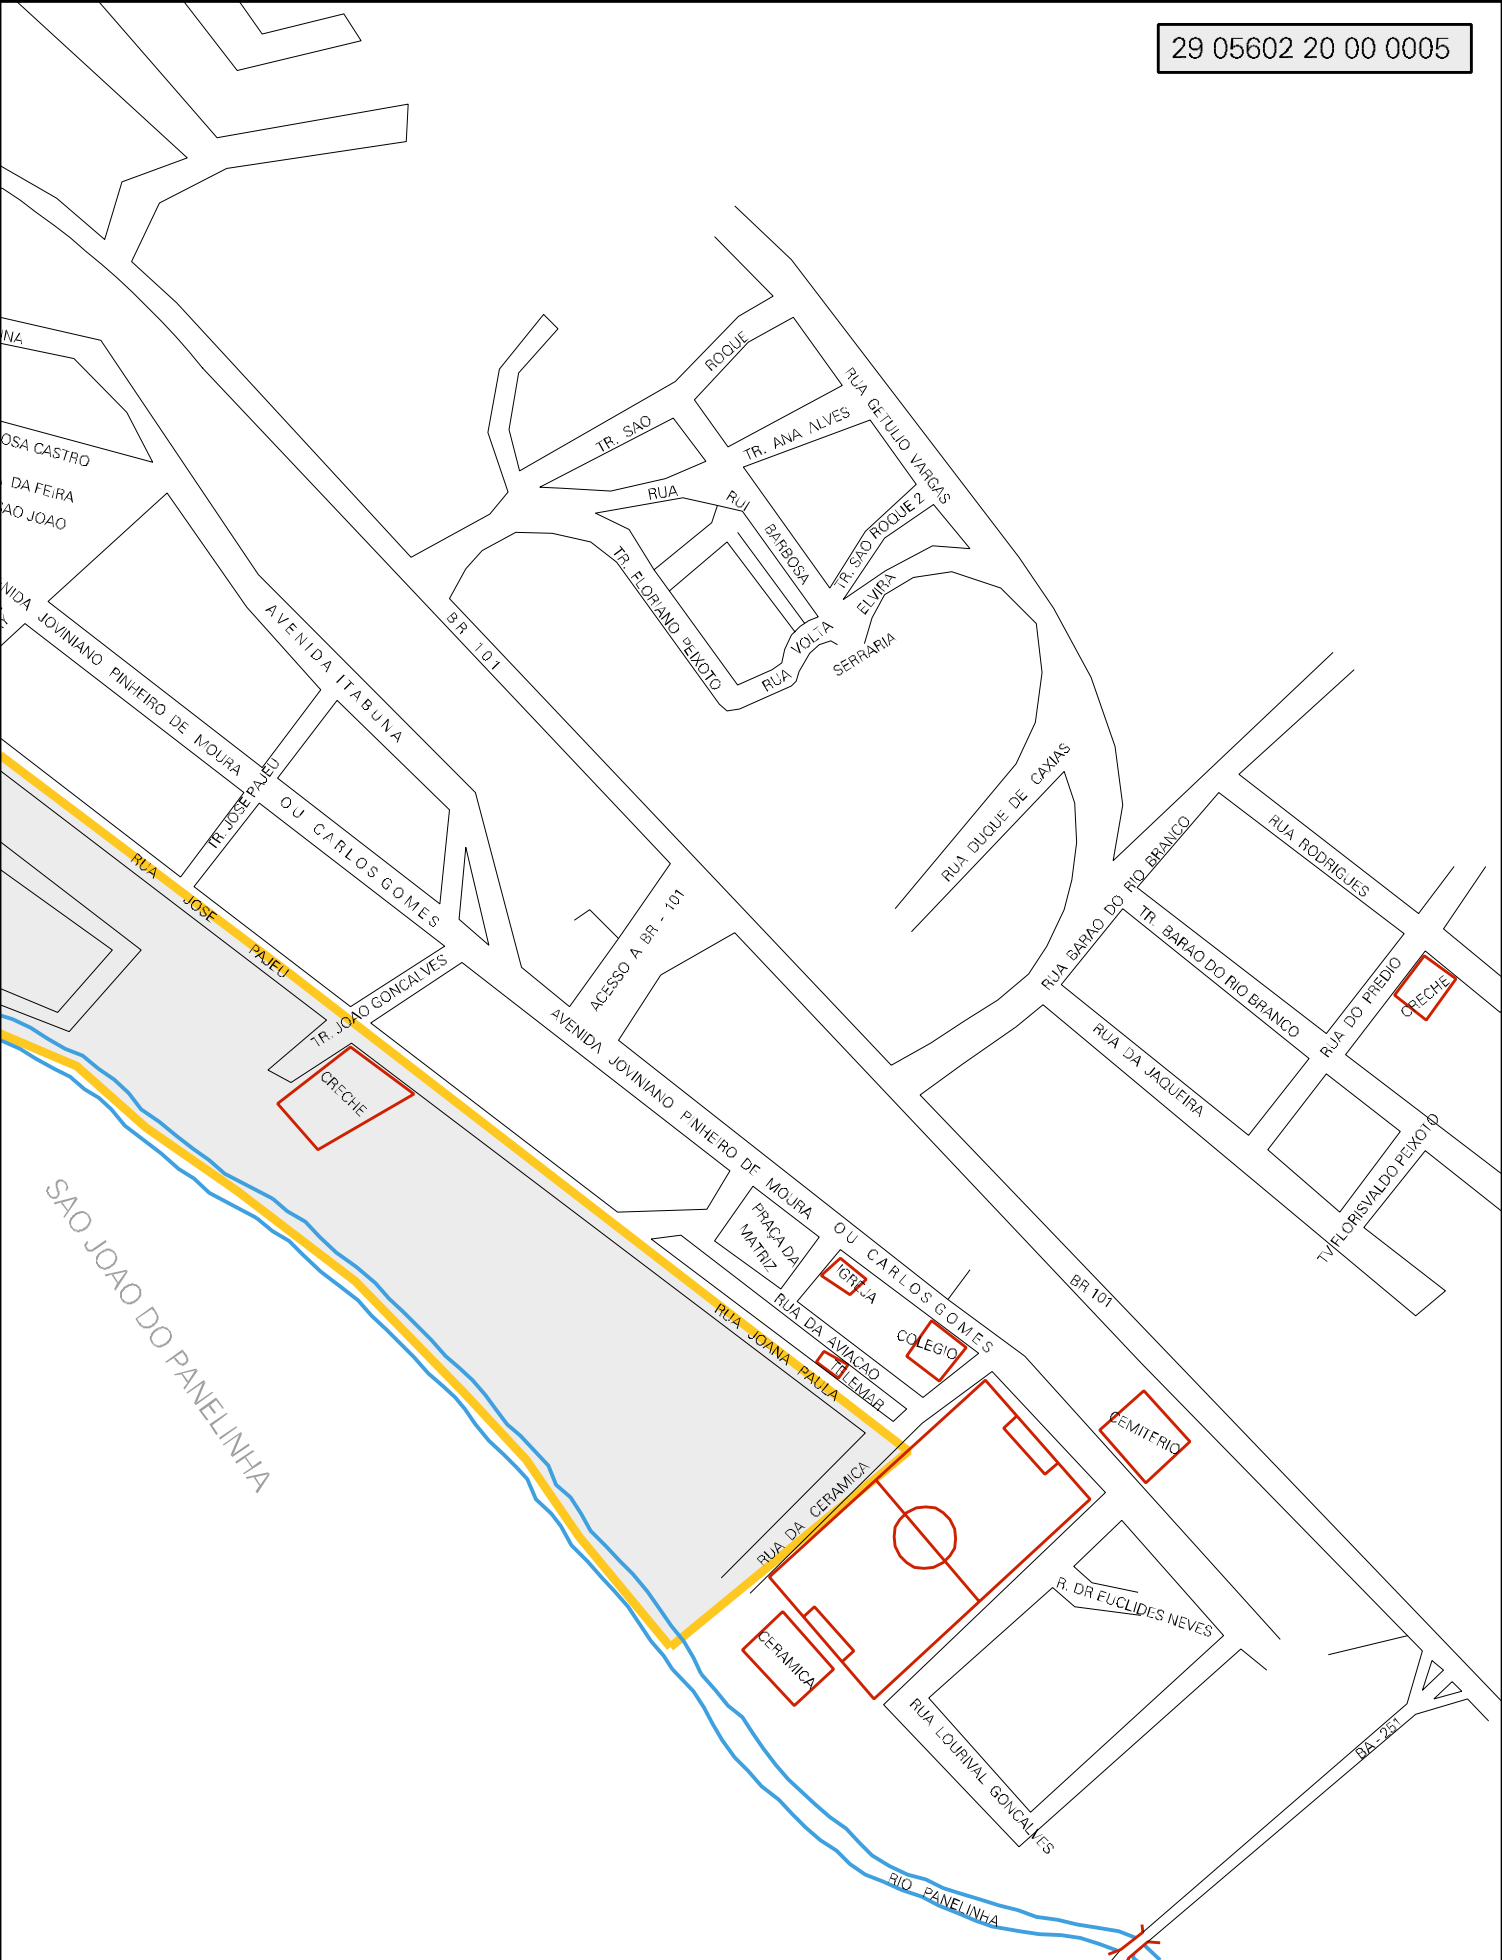 29 05602 20 00 0005
OSA CASTRO
DA FEIRA
SAO JOAO
TR. SAO ROQUE
TR. ANA ALVES
RUA GETULIO VARGAS
RUA RUI BARBOSA
TR. SAO ROQUE 2
TR. FLORIANO PEIXOTO
RUA VOLTA ELVIRA
SERRARIA
BR 101
AVENIDA ITABUNA
NIDA JOVINIANO PINHEIRO DE MOURA OU CARLOS GOMES
TR. JOSE PAJEU
RUA JOSE PAJEU
TR. JOAO GONCALVES
CRECHE
ACESSO A BR - 101
RUA DUQUE DE CAXIAS
RUA BARAO DO RIO BRANCO
RUA RODRIGUES
TR. BARAO DO RIO BRANCO
RUA DO PREDIO
CRECHE
RUA DA JAQUEIRA
TV FLORISVALDO PEIXOTO
AVENIDA JOVINIANO PINHEIRO DE MOURA OU CARLOS GOMES
PRAÇA DA
MATRIZ
IGREJA
COLEGIO
RUA DA AVIACAO
TELEMAR
RUA JOANA PAULA
BR 101
CEMITERIO
RUA DA CERAMICA
CERAMICA
R. DR EUCLIDES NEVES
RUA LOURIVAL GONCALVES
BA - 251
RIO PANELINHA
SAO JOAO DO PANELINHA